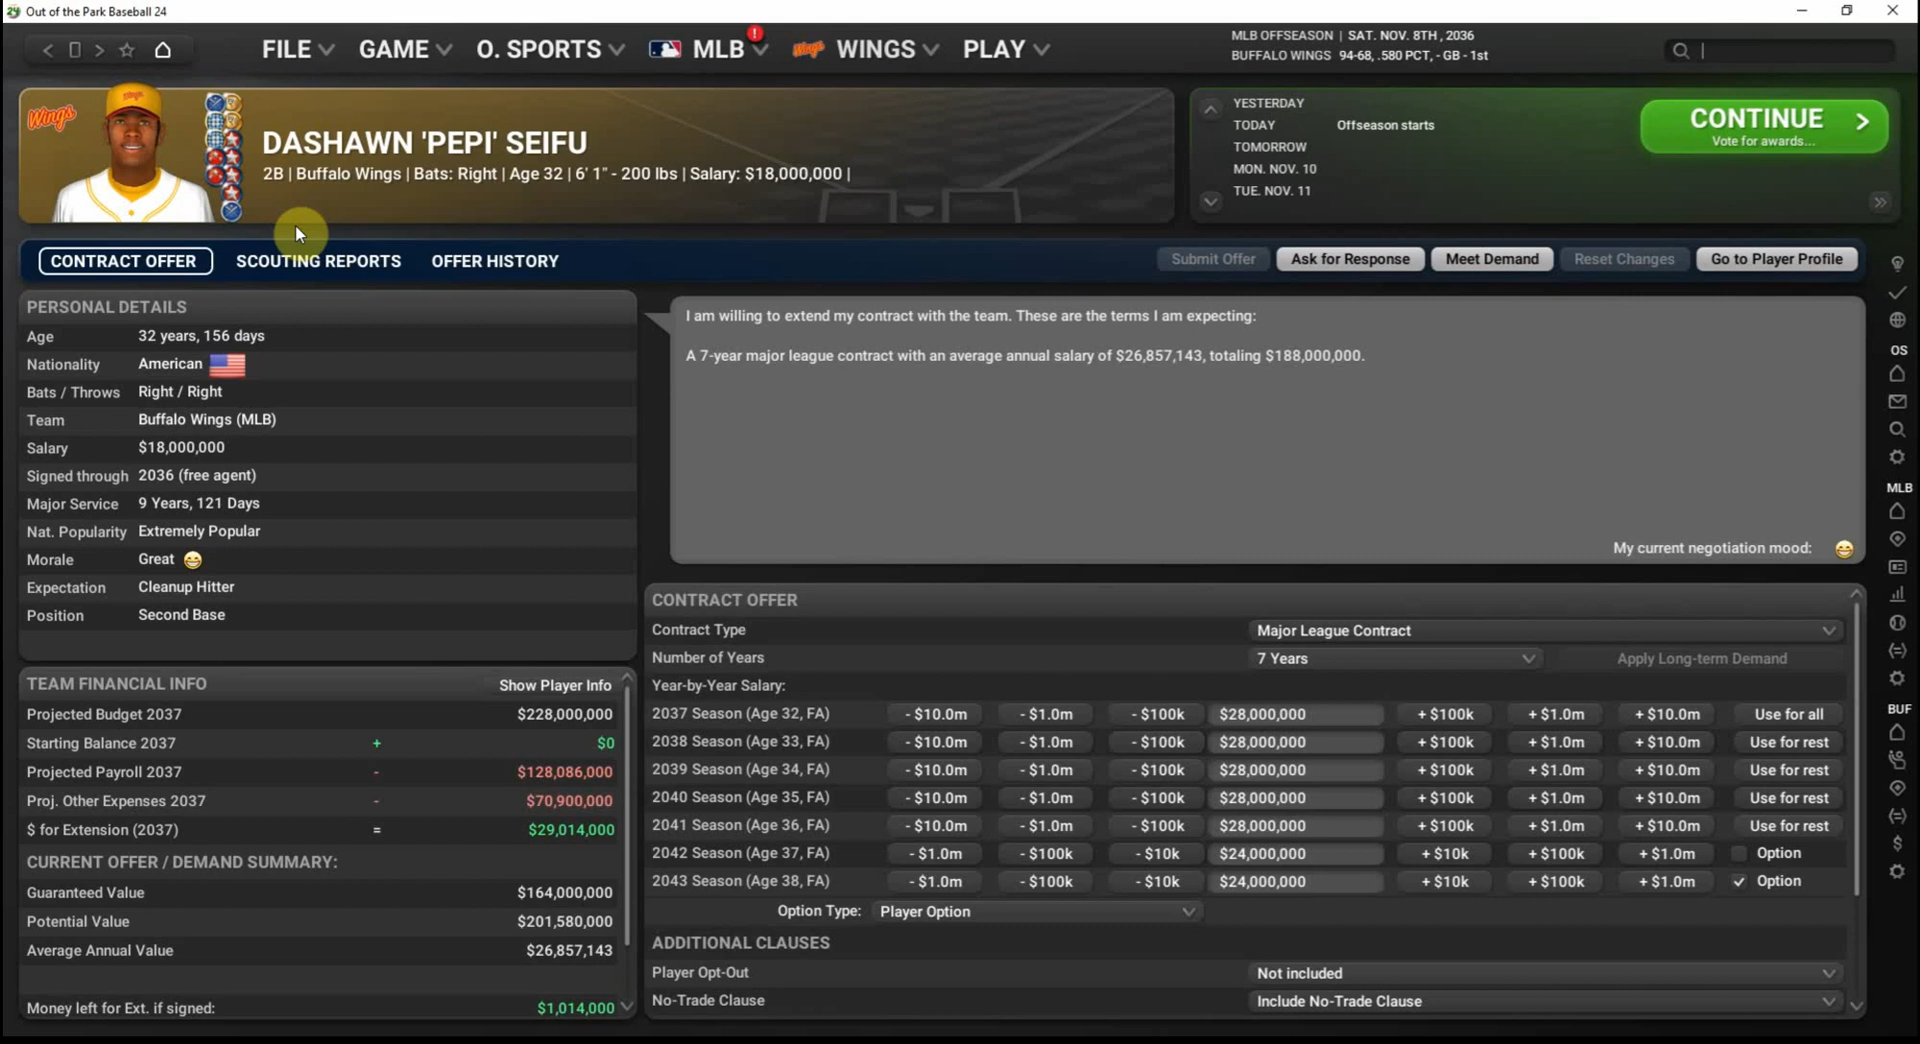 Out of the Park Baseball 24
FILE GAME O. SPORTS MLB ! WINGS PLAY
MLB OFFSEASON | SAT. NOV. 8TH , 2036
BUFFALO WINGS 94-68, .580 PCT, - GB - 1st
Wings
DASHAWN 'PEPI' SEIFU
2B | Buffalo Wings | Bats: Right | Age 32 | 6' 1" - 200 lbs | Salary: $18,000,000 |
YESTERDAY
TODAY Offseason starts
TOMORROW
MON. NOV. 10
TUE. NOV. 11
CONTINUE
Vote for awards...
CONTRACT OFFER SCOUTING REPORTS OFFER HISTORY
Submit Offer Ask for Response Meet Demand Reset Changes Go to Player Profile
PERSONAL DETAILS
Age 32 years, 156 days
Nationality American
Bats / Throws Right / Right
Team Buffalo Wings (MLB)
Salary $18,000,000
Signed through 2036 (free agent)
Major Service 9 Years, 121 Days
Nat. Popularity Extremely Popular
Morale Great
Expectation Cleanup Hitter
Position Second Base
I am willing to extend my contract with the team. These are the terms I am expecting:
A 7-year major league contract with an average annual salary of $26,857,143, totaling $188,000,000.
My current negotiation mood:
TEAM FINANCIAL INFO Show Player Info
Projected Budget 2037 $228,000,000
Starting Balance 2037 + $0
Projected Payroll 2037 - $128,086,000
Proj. Other Expenses 2037 - $70,900,000
$ for Extension (2037) = $29,014,000
CURRENT OFFER / DEMAND SUMMARY:
Guaranteed Value $164,000,000
Potential Value $201,580,000
Average Annual Value $26,857,143
Money left for Ext. if signed: $1,014,000
CONTRACT OFFER
Contract Type Major League Contract
Number of Years 7 Years Apply Long-term Demand
Year-by-Year Salary:
2037 Season (Age 32, FA) - $10.0m - $1.0m - $100k $28,000,000 + $100k + $1.0m + $10.0m Use for all
2038 Season (Age 33, FA) - $10.0m - $1.0m - $100k $28,000,000 + $100k + $1.0m + $10.0m Use for rest
2039 Season (Age 34, FA) - $10.0m - $1.0m - $100k $28,000,000 + $100k + $1.0m + $10.0m Use for rest
2040 Season (Age 35, FA) - $10.0m - $1.0m - $100k $28,000,000 + $100k + $1.0m + $10.0m Use for rest
2041 Season (Age 36, FA) - $10.0m - $1.0m - $100k $28,000,000 + $100k + $1.0m + $10.0m Use for rest
2042 Season (Age 37, FA) - $1.0m - $100k - $10k $24,000,000 + $10k + $100k + $1.0m Option
2043 Season (Age 38, FA) - $1.0m - $100k - $10k $24,000,000 + $10k + $100k + $1.0m Option
Option Type: Player Option
ADDITIONAL CLAUSES
Player Opt-Out Not included
No-Trade Clause Include No-Trade Clause
OS
MLB
BUF